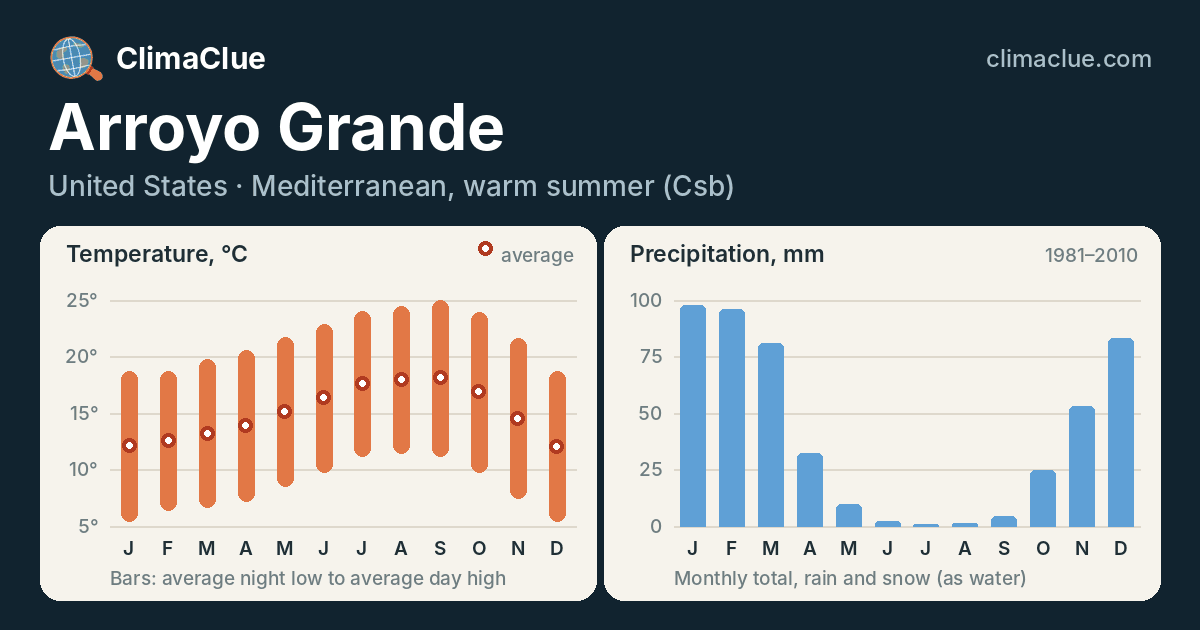 ClimaClue
climaclue.com
Arroyo Grande
United States · Mediterranean, warm summer (Csb)
Temperature, °C
average
25°
20°
15°
10°
5°
J F M A M J J A S O N D
Bars: average night low to average day high
Precipitation, mm
1981–2010
100
75
50
25
0
J F M A M J J A S O N D
Monthly total, rain and snow (as water)